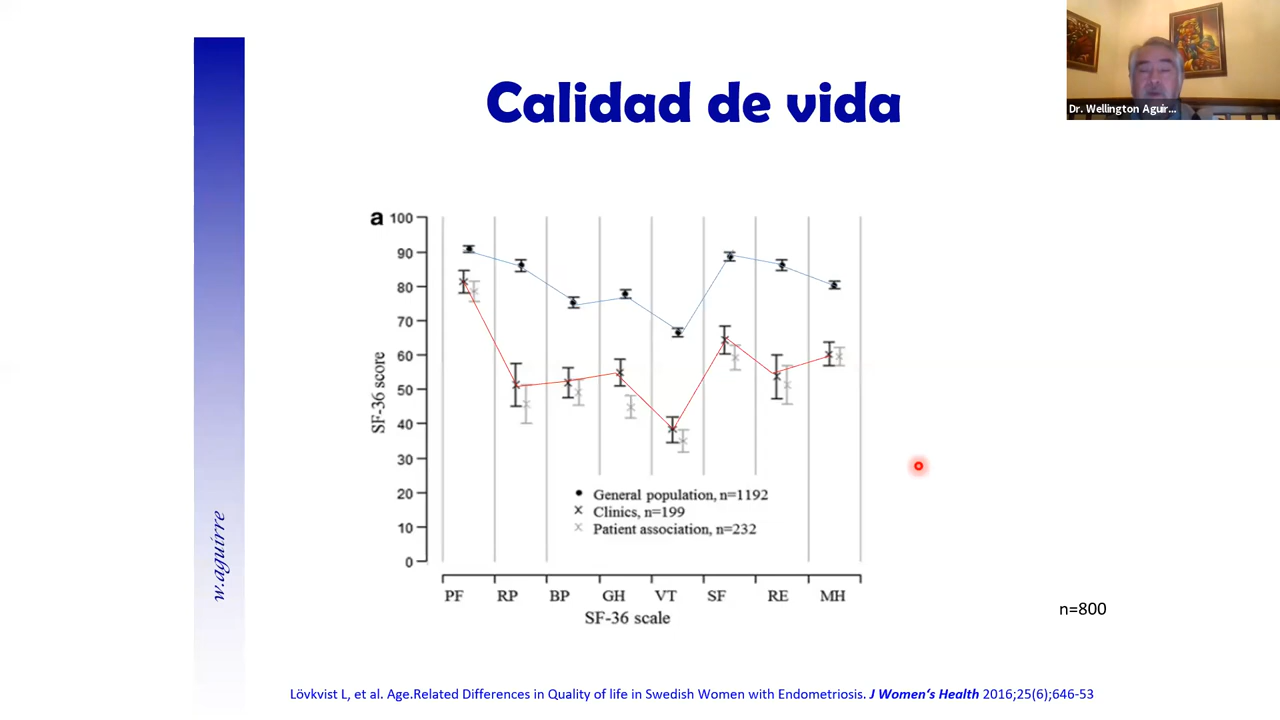 Calidad de vida
Dr. Wellington Aguir...
a
100
90
80
70
60
50
40
30
20
10
0
SF-36 score
General population, n=1192
Clinics, n=199
Patient association, n=232
PF RP BP GH VT SF RE MH
SF-36 scale
w.aguirre
n=800
Lövkvist L, et al. Age.Related Differences in Quality of life in Swedish Women with Endometriosis. J Women‘s Health 2016;25(6);646-53